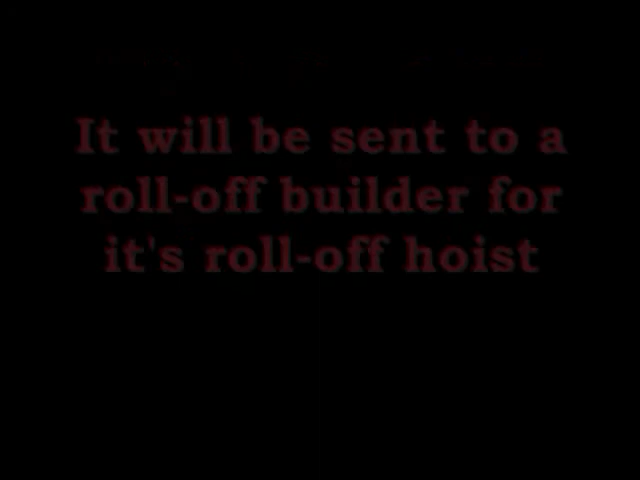 It will be sent to a
roll-off builder for
it's roll-off hoist